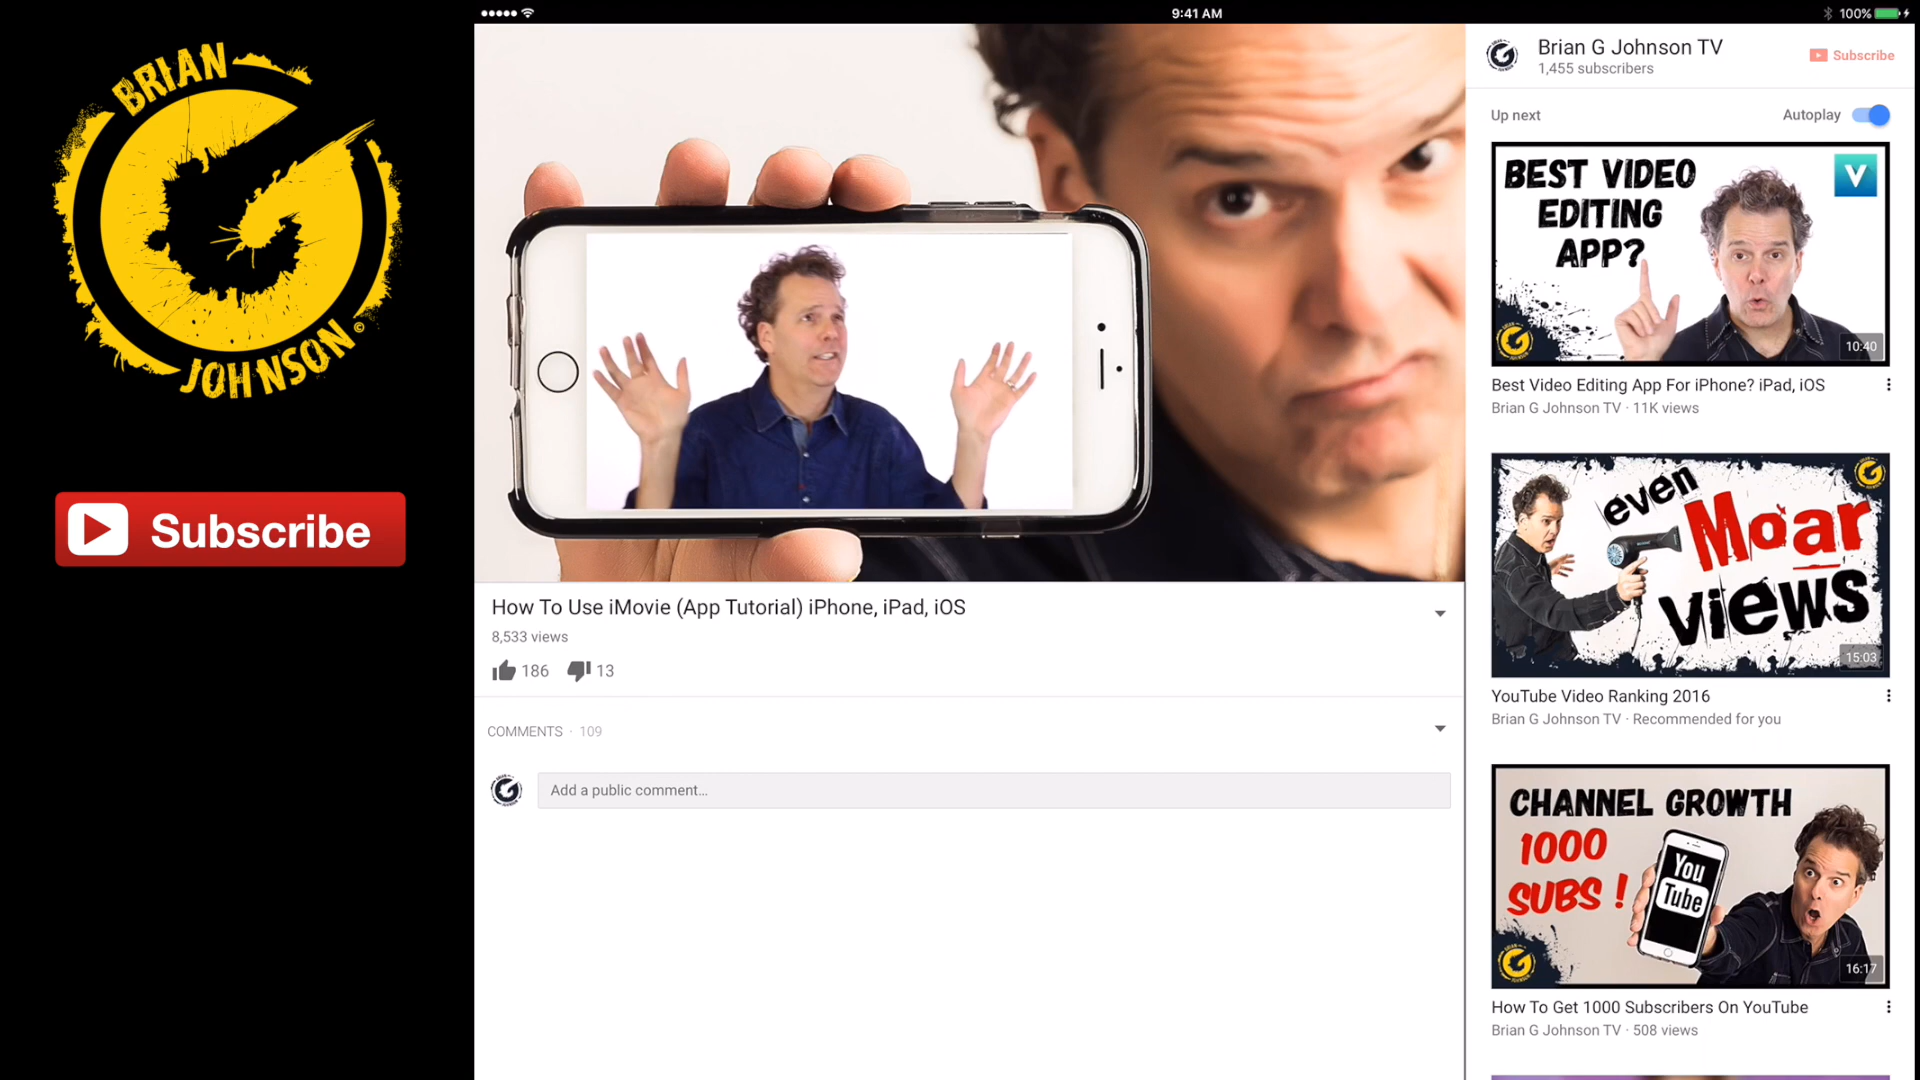 BRIAN
JOHNSON
©
Subscribe
9:41 AM
100%
How To Use iMovie (App Tutorial) iPhone, iPad, iOS
8,533 views
186 13
COMMENTS · 109
Add a public comment...
Brian G Johnson TV
1,455 subscribers
Subscribe
Up next
Autoplay
BEST VIDEO
EDITING
APP?
V
10:40
Best Video Editing App For iPhone? iPad, iOS
Brian G Johnson TV · 11K views
even
Moar
views
15:03
YouTube Video Ranking 2016
Brian G Johnson TV · Recommended for you
CHANNEL GROWTH
1000
SUBS !
You
Tube
16:17
How To Get 1000 Subscribers On YouTube
Brian G Johnson TV · 508 views